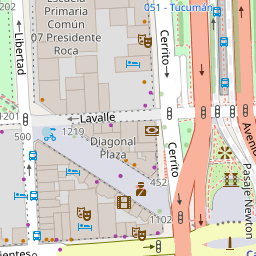 051 - Tucumán
Escuela
Primaria
Común
07 Presidente
Roca
Libertad
Cerrito
1201
Lavalle
1219
500
Diagonal
Plaza
Cerrito
Pasaje Newton
452
1102